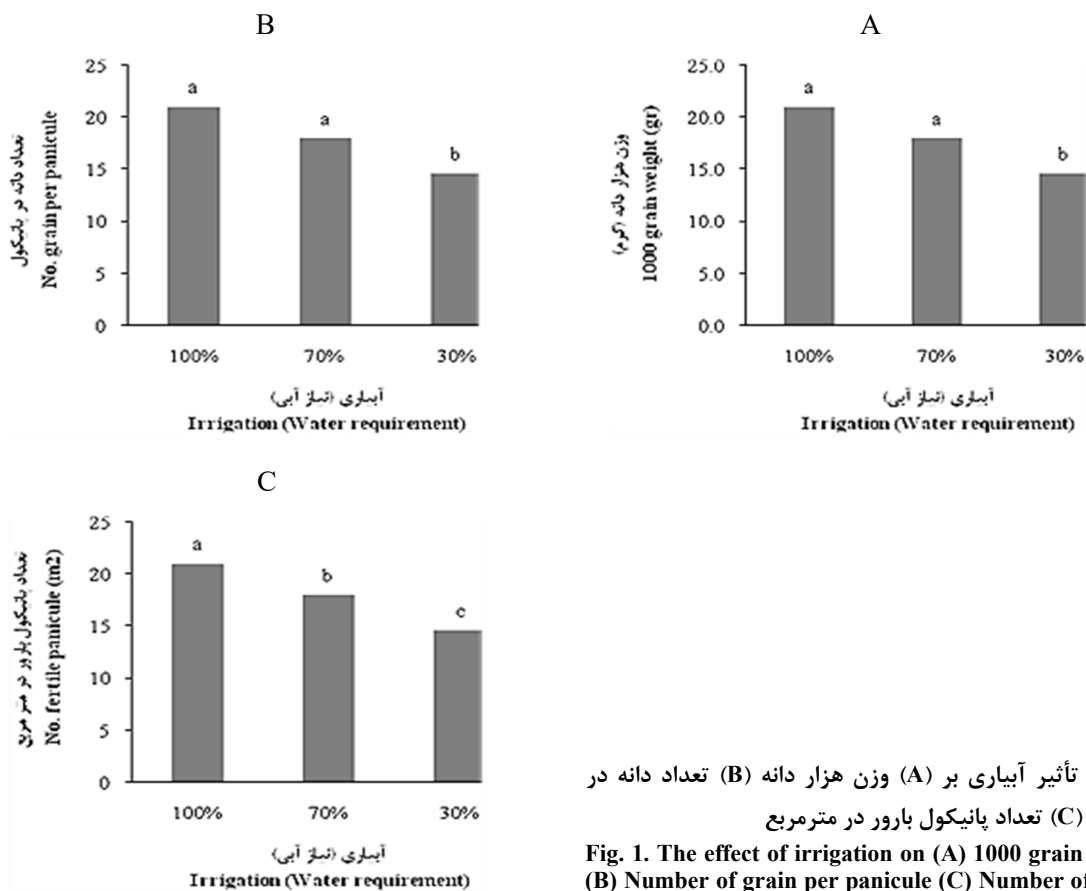 B
25
20
15
10
5
0
a
a
b
100%
70%
30%
تعداد دانه در پانیکول
No. grain per panicule
آبیاری (نیاز آبی)
Irrigation (Water requirement)
A
25.0
20.0
15.0
10.0
5.0
0.0
a
a
b
100%
70%
30%
وزن هزار دانه (گرم)
1000 grain weight (gr)
آبیاری (نیاز آبی)
Irrigation (Water requirement)
C
25
20
15
10
5
0
a
b
c
100%
70%
30%
تعداد پانیکول بارور در متر مربع
No. fertile panicule (m2)
آبیاری (نیاز آبی)
Irrigation (Water requirement)
تأثیر آبیاری بر (A) وزن هزار دانه (B) تعداد دانه در
(C) تعداد پانیکول بارور در مترمربع
Fig. 1. The effect of irrigation on (A) 1000 grain
(B) Number of grain per panicule (C) Number of